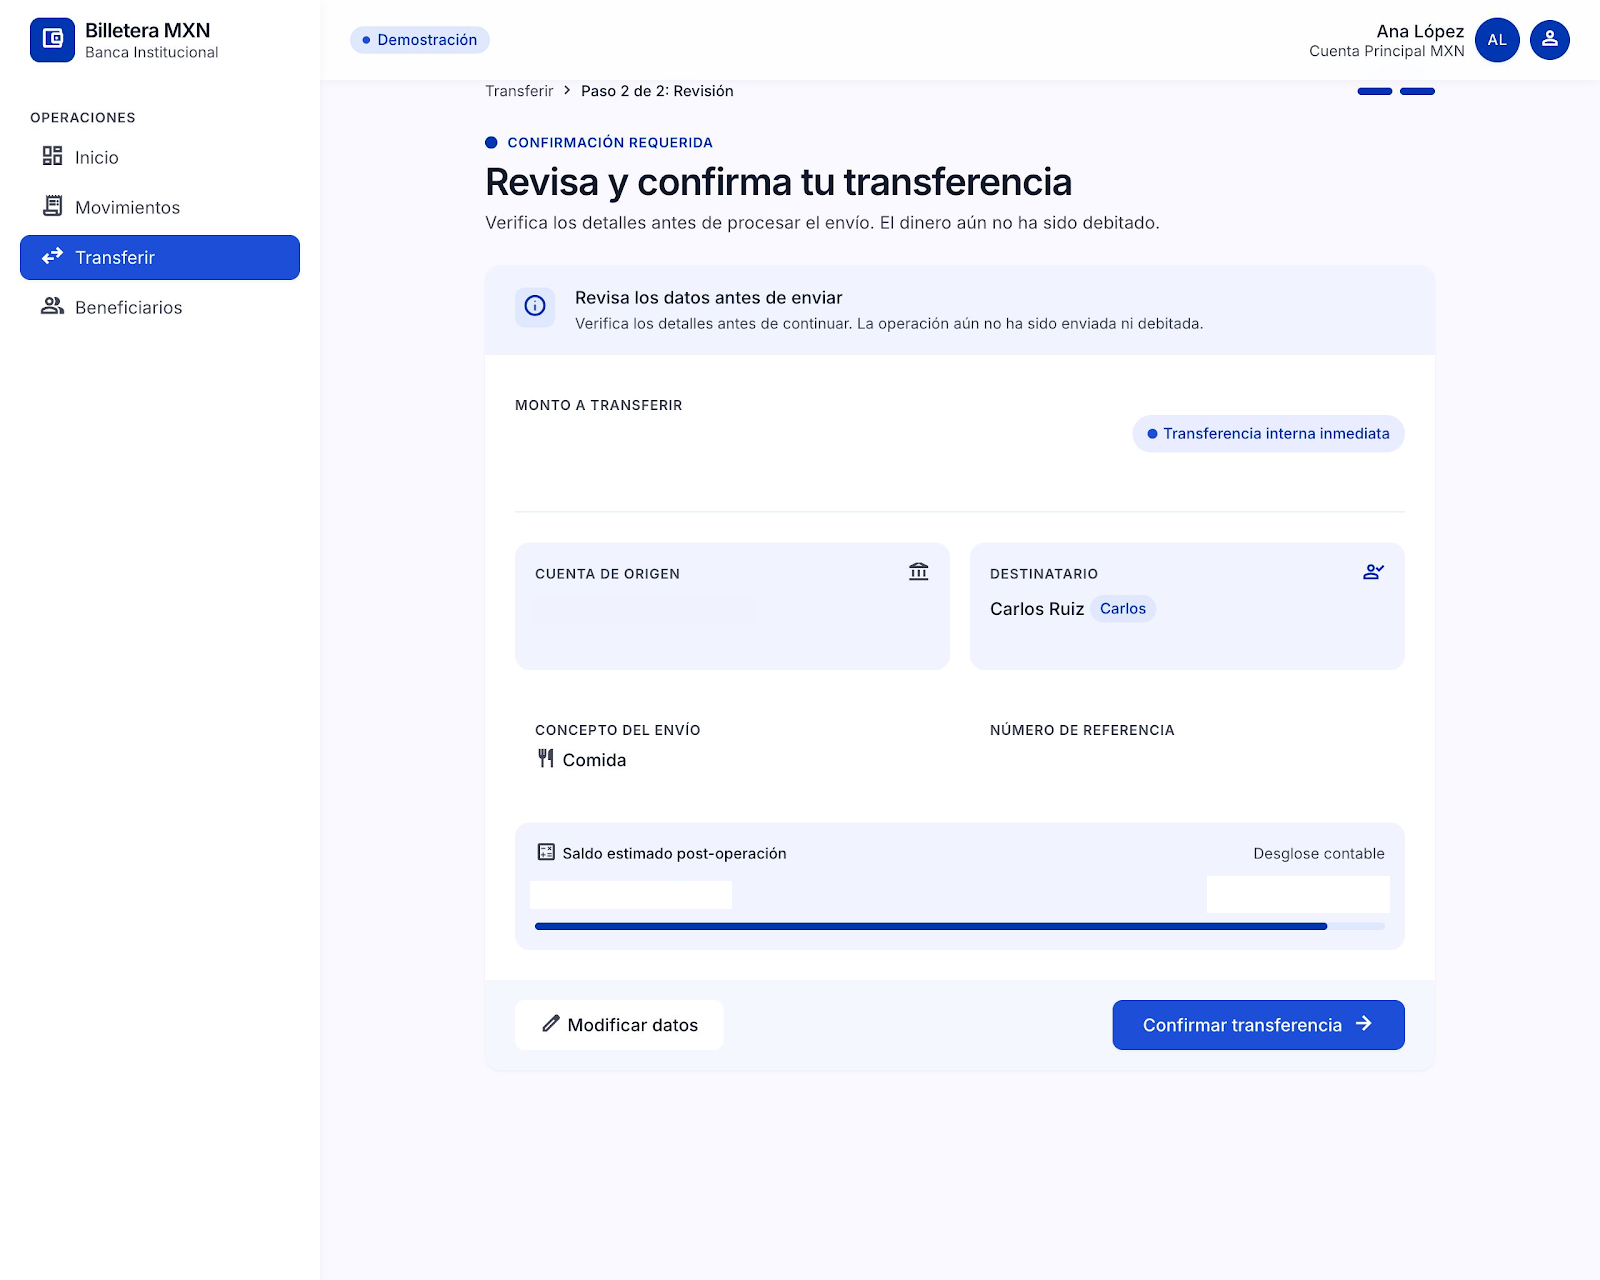 Billetera MXN
Banca Institucional
OPERACIONES
Inicio
Movimientos
Transferir
Beneficiarios
Demostración
Ana López
Cuenta Principal MXN
AL
Transferir > Paso 2 de 2: Revisión
CONFIRMACIÓN REQUERIDA
Revisa y confirma tu transferencia
Verifica los detalles antes de procesar el envío. El dinero aún no ha sido debitado.
Revisa los datos antes de enviar
Verifica los detalles antes de continuar. La operación aún no ha sido enviada ni debitada.
MONTO A TRANSFERIR
Transferencia interna inmediata
CUENTA DE ORIGEN
DESTINATARIO
Carlos Ruiz Carlos
CONCEPTO DEL ENVÍO
Comida
NÚMERO DE REFERENCIA
Saldo estimado post-operación
Desglose contable
Modificar datos
Confirmar transferencia